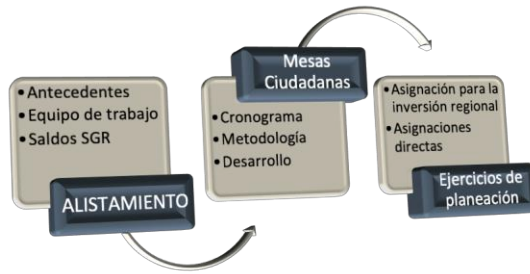 • Antecedentes
• Equipo de trabajo
• Saldos SGR
ALISTAMIENTO
Mesas
Ciudadanas
• Cronograma
• Metodología
• Desarrollo
• Asignación para la
inversión regional
• Asignaciones
directas
Ejercicios de
planeación